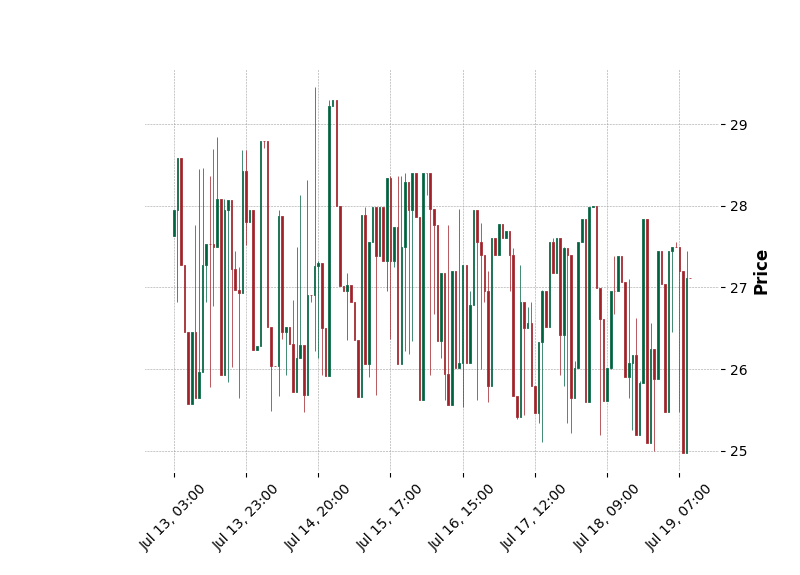 29
28
27
26
25
Price
Jul 13, 03:00
Jul 13, 23:00
Jul 14, 20:00
Jul 15, 17:00
Jul 16, 15:00
Jul 17, 12:00
Jul 18, 09:00
Jul 19, 07:00